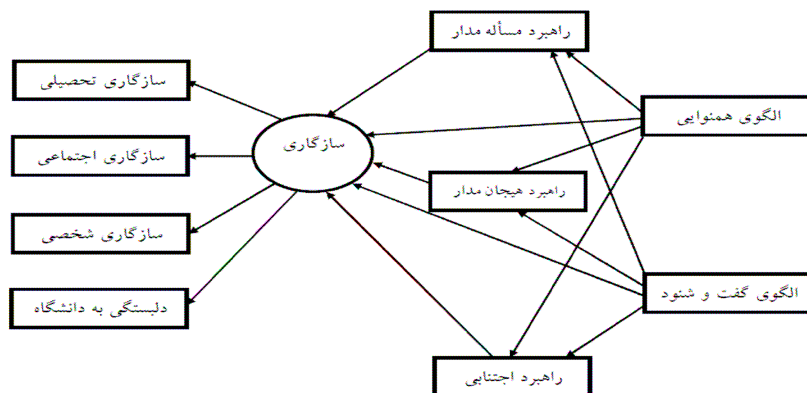 راهبرد مسأله مدار
الگوی همنوایی
راهبرد هیجان مدار
الگوی گفت و شنود
راهبرد اجتنابی
سازگاری
سازگاری تحصیلی
سازگاری اجتماعی
سازگاری شخصی
دلبستگی به دانشگاه